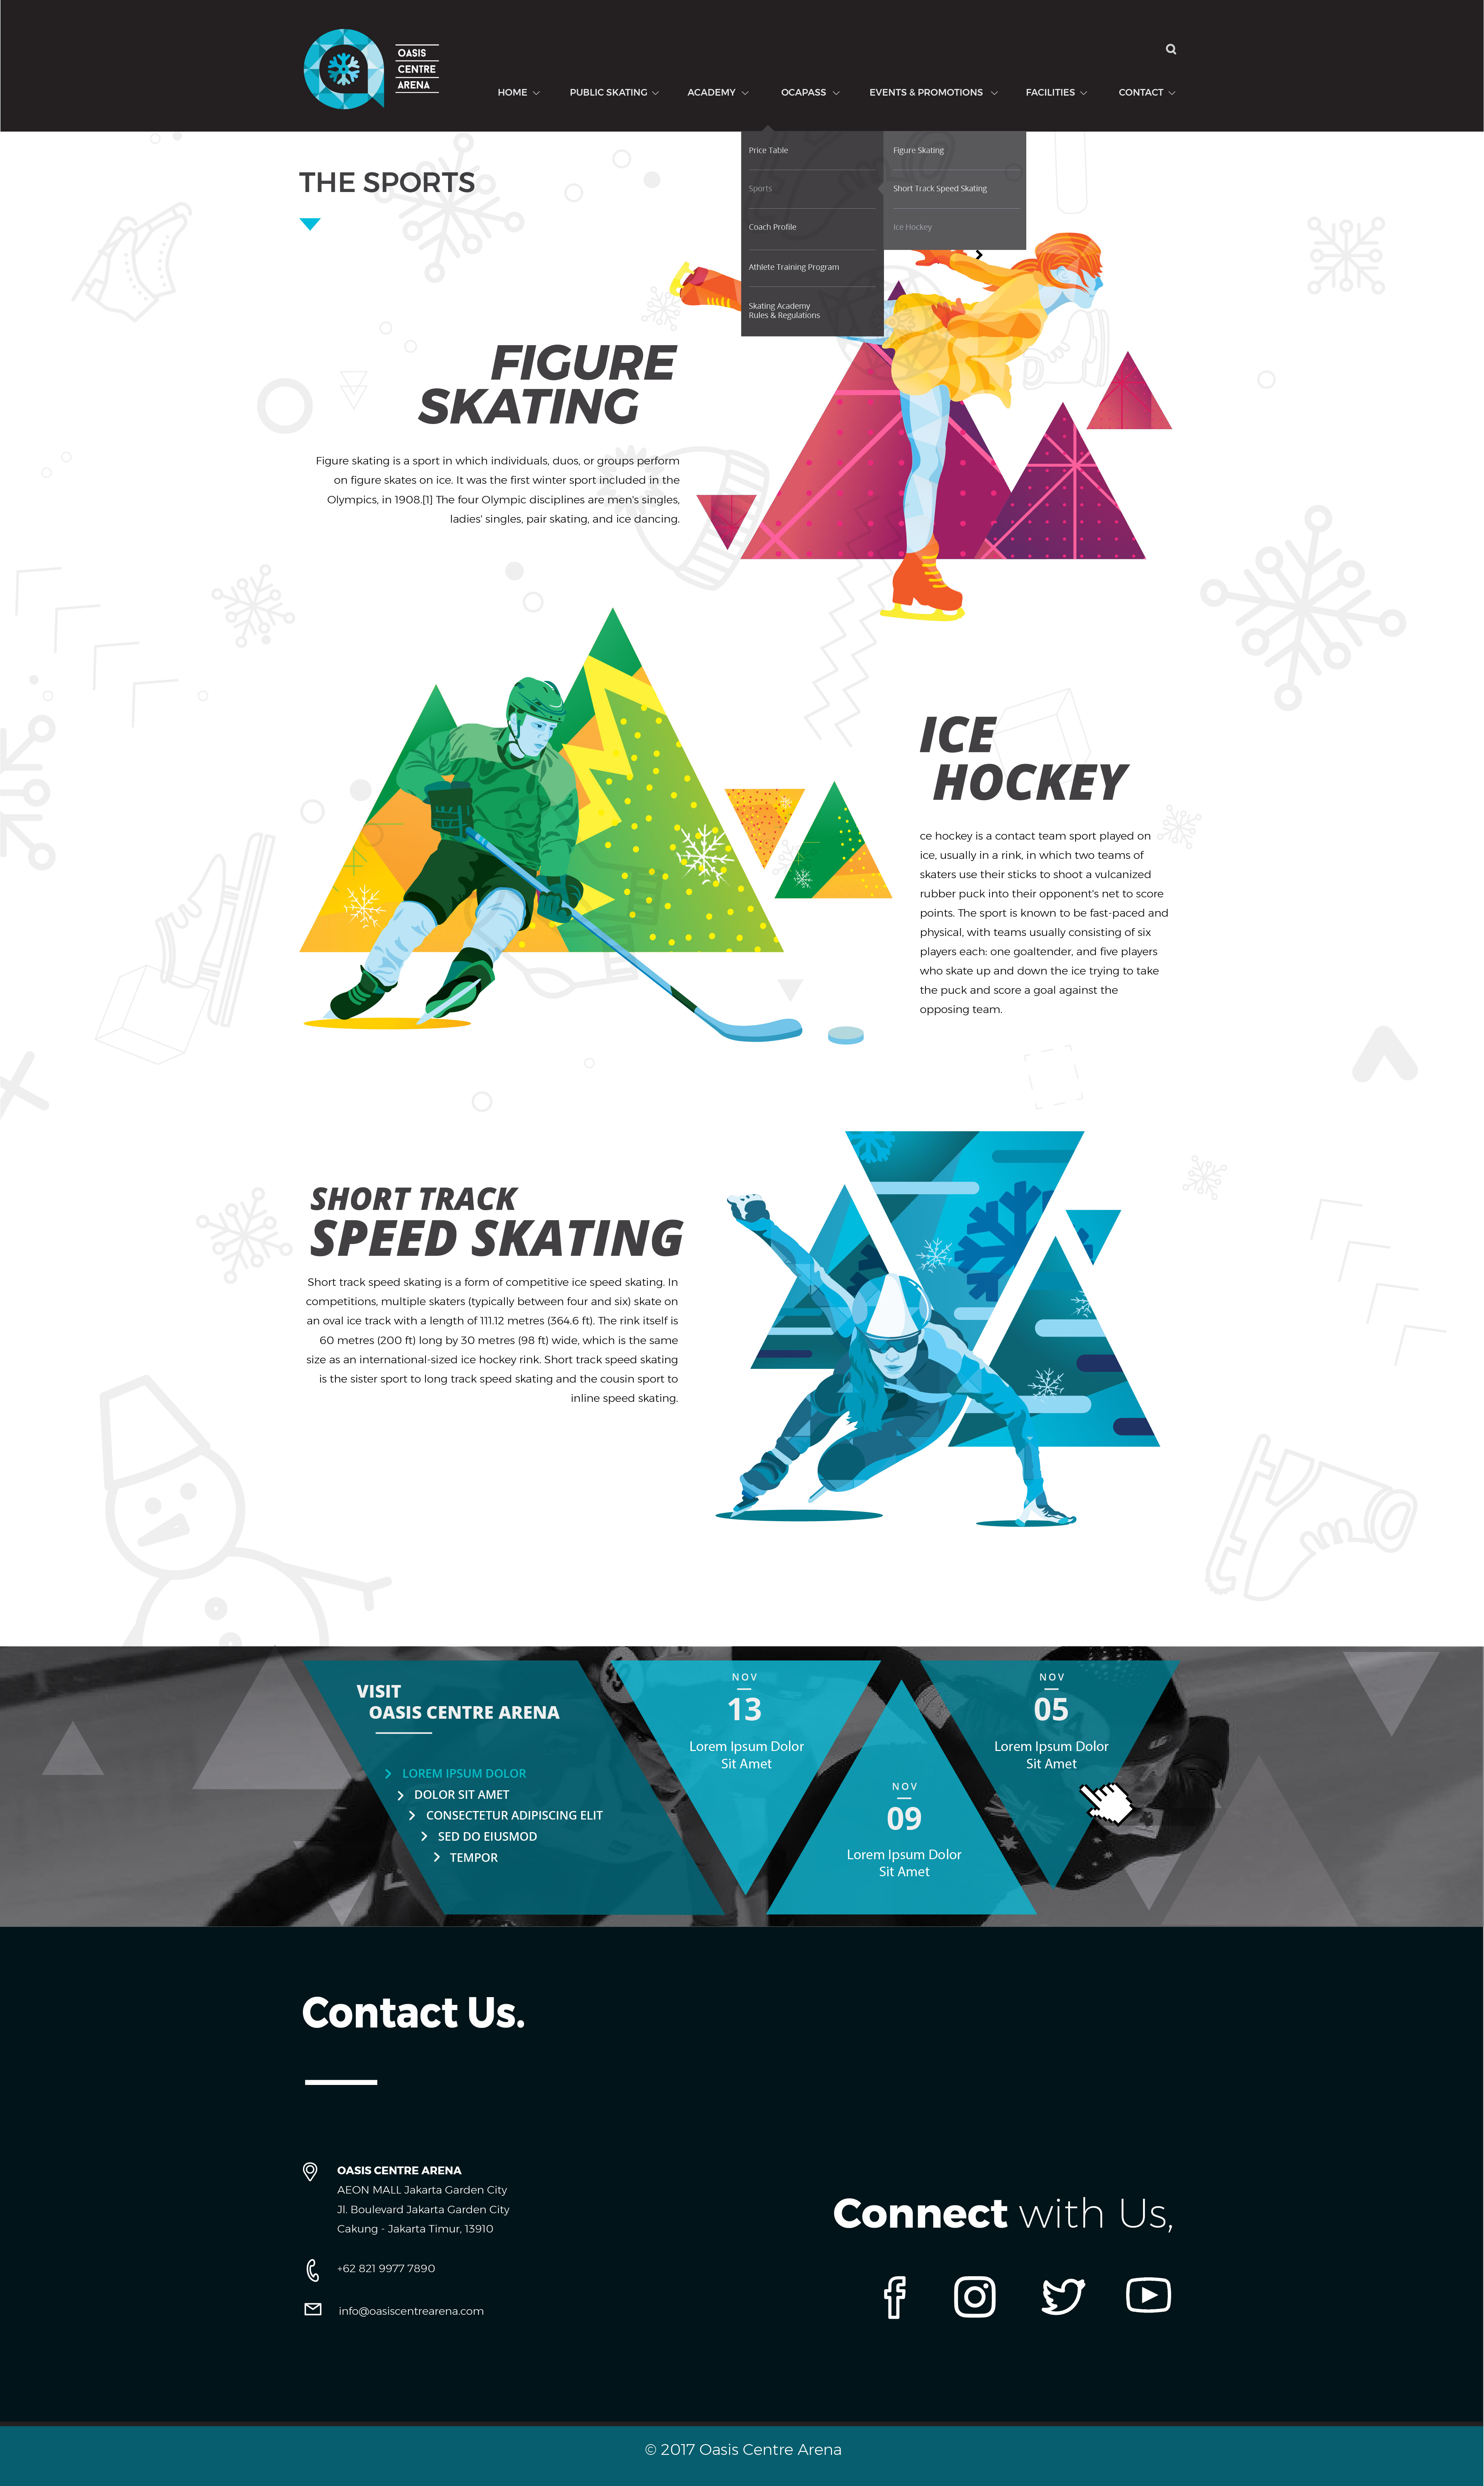 OASIS
CENTRE
ARENA
HOME
PUBLIC SKATING
ACADEMY
OCAPASS
EVENTS & PROMOTIONS
FACILITIES
CONTACT
Price Table
Sports
Coach Profile
Athlete Training Program
Skating Academy
Rules & Regulations
Figure Skating
Short Track Speed Skating
Ice Hockey
THE SPORTS
FIGURE
SKATING
Figure skating is a sport in which individuals, duos, or groups perform
on figure skates on ice. It was the first winter sport included in the
Olympics, in 1908.[1] The four Olympic disciplines are men's singles,
ladies' singles, pair skating, and ice dancing.
ICE
HOCKEY
ce hockey is a contact team sport played on
ice, usually in a rink, in which two teams of
skaters use their sticks to shoot a vulcanized
rubber puck into their opponent's net to score
points. The sport is known to be fast-paced and
physical, with teams usually consisting of six
players each: one goaltender, and five players
who skate up and down the ice trying to take
the puck and score a goal against the
opposing team.
SHORT TRACK
SPEED SKATING
Short track speed skating is a form of competitive ice speed skating. In
competitions, multiple skaters (typically between four and six) skate on
an oval ice track with a length of 111.12 metres (364.6 ft). The rink itself is
60 metres (200 ft) long by 30 metres (98 ft) wide, which is the same
size as an international-sized ice hockey rink. Short track speed skating
is the sister sport to long track speed skating and the cousin sport to
inline speed skating.
VISIT
OASIS CENTRE ARENA
LOREM IPSUM DOLOR
DOLOR SIT AMET
CONSECTETUR ADIPISCING ELIT
SED DO EIUSMOD
TEMPOR
NOV
13
Lorem Ipsum Dolor
Sit Amet
NOV
09
Lorem Ipsum Dolor
Sit Amet
NOV
05
Lorem Ipsum Dolor
Sit Amet
Contact Us.
OASIS CENTRE ARENA
AEON MALL Jakarta Garden City
Jl. Boulevard Jakarta Garden City
Cakung - Jakarta Timur, 13910
+62 821 9977 7890
info@oasiscentrearena.com
Connect with Us,
© 2017 Oasis Centre Arena